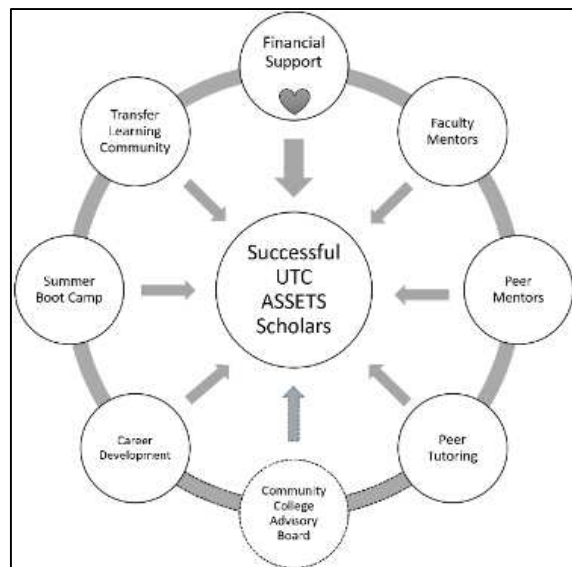 Financial
Support
Transfer
Learning
Community
Faculty
Mentors
Summer
Boot Camp
Successful
UTC
ASSETS
Scholars
Peer
Mentors
Career
Development
Peer
Tutoring
Community
College
Advisory
Board